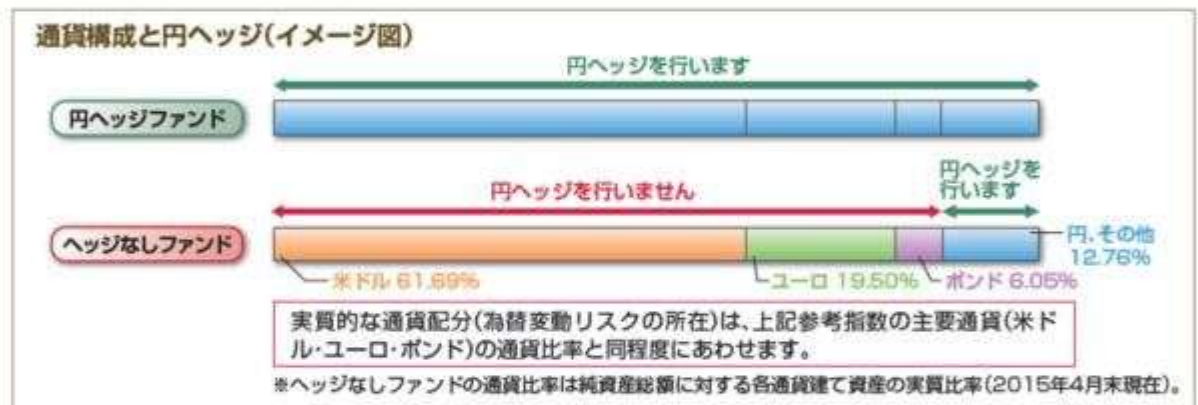 通貨構成と円ヘッジ(イメージ図)
円ヘッジを行います
円ヘッジファンド
円ヘッジを行いません
円ヘッジを
行います
ヘッジなしファンド
円、その他
12.76%
米ドル 61.69%
ユーロ 19.50%
ポンド 6.05%
実質的な通貨配分(為替変動リスクの所在)は、上記参考指数の主要通貨(米ド
ル・ユーロ・ポンド)の通貨比率と同程度にあわせます。
※ヘッジなしファンドの通貨比率は純資産総額に対する各通貨建て資産の実質比率(2015年4月末現在)。